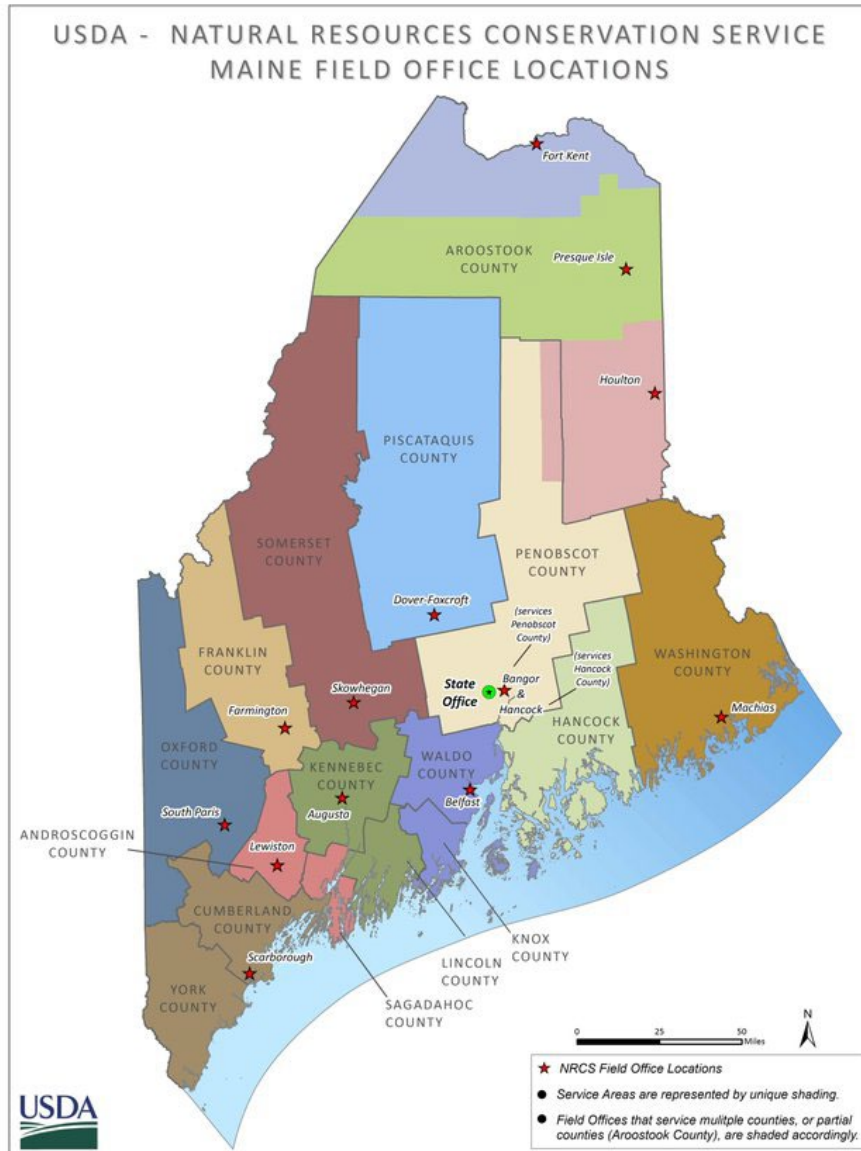 USDA - NATURAL RESOURCES CONSERVATION SERVICE
MAINE FIELD OFFICE LOCATIONS
Fort Kent
AROOSTOOK
COUNTY
Presque Isle
Houlton
PISCATAQUIS
COUNTY
SOMERSET
COUNTY
PENOBSCOT
COUNTY
Dover-Foxcroft
(services
Penobscot
County)
FRANKLIN
COUNTY
(services
Hancock
County)
WASHINGTON
COUNTY
Skowhegan
State
Office
Bangor
&
Hancock
Farmington
Machias
HANCOCK
COUNTY
OXFORD
COUNTY
WALDO
COUNTY
KENNEBEC
COUNTY
Belfast
Augusta
South Paris
ANDROSCOGGIN
COUNTY
Lewiston
CUMBERLAND
COUNTY
KNOX
COUNTY
Scarborough
LINCOLN
COUNTY
YORK
COUNTY
SAGADAHOC
COUNTY
N
0 25 50
Miles
NRCS Field Office Locations
Service Areas are represented by unique shading.
Field Offices that service mulitple counties, or partial
counties (Aroostook County), are shaded accordingly.
USDA